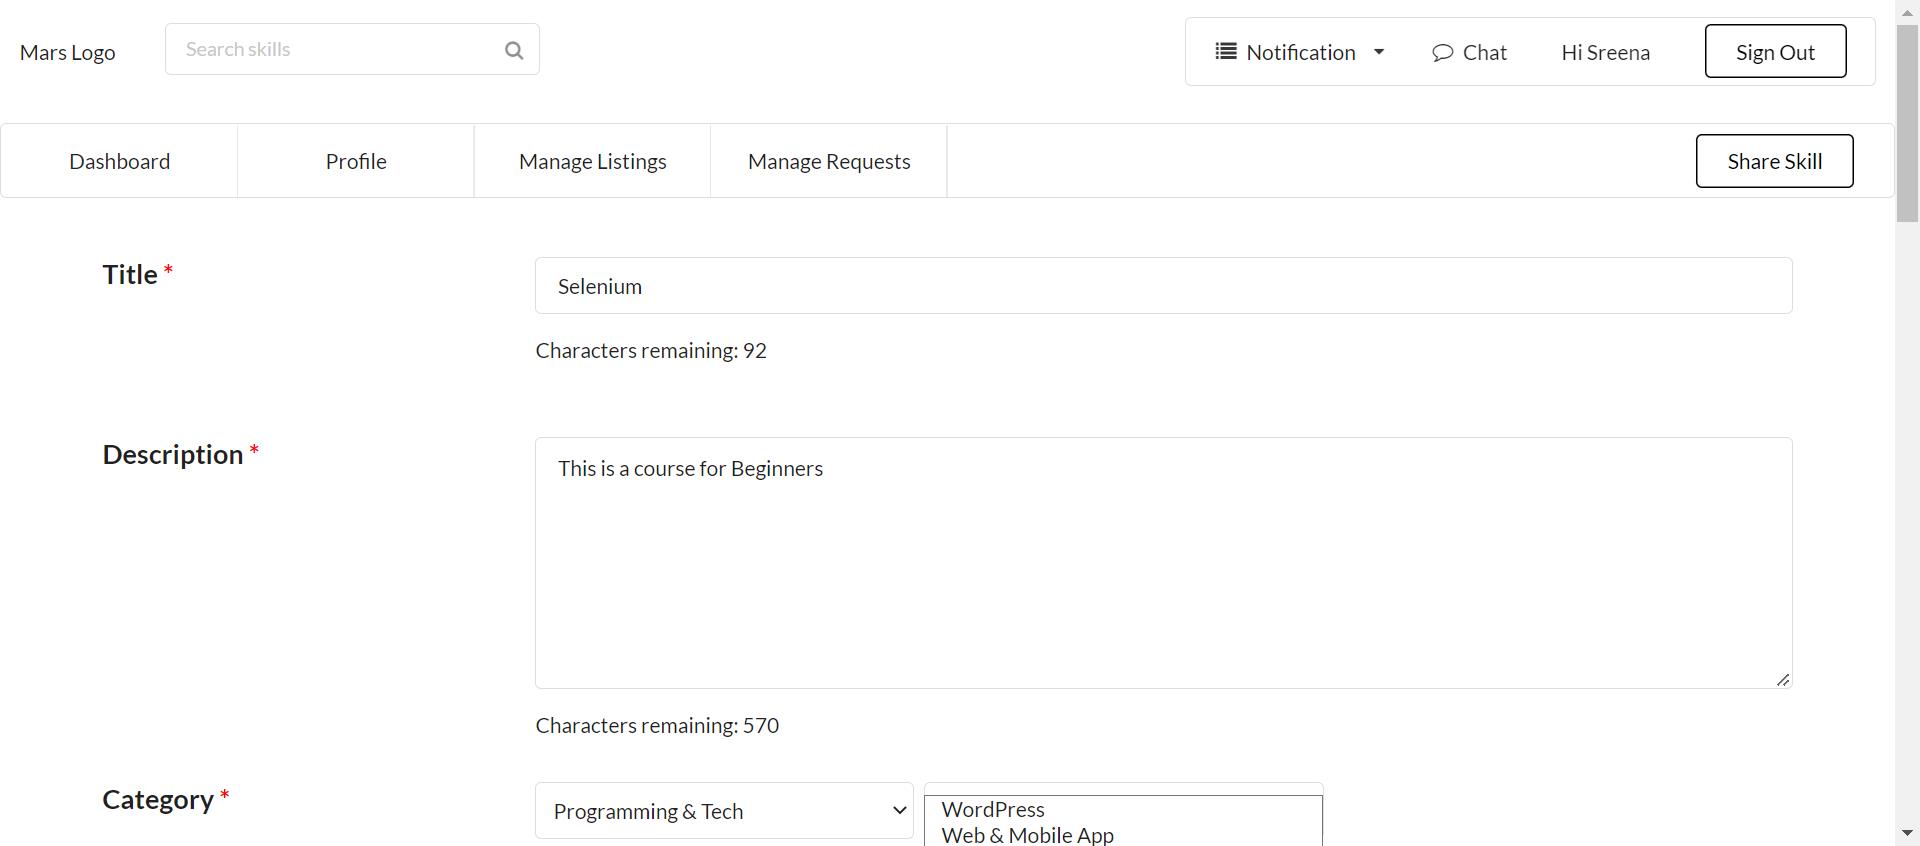 Mars Logo
Search skills
Notification
Chat
Hi Sreena
Sign Out
Dashboard
Profile
Manage Listings
Manage Requests
Share Skill
Title *
Selenium
Characters remaining: 92
Description *
This is a course for Beginners
Characters remaining: 570
Category *
Programming & Tech
WordPress
Web & Mobile App